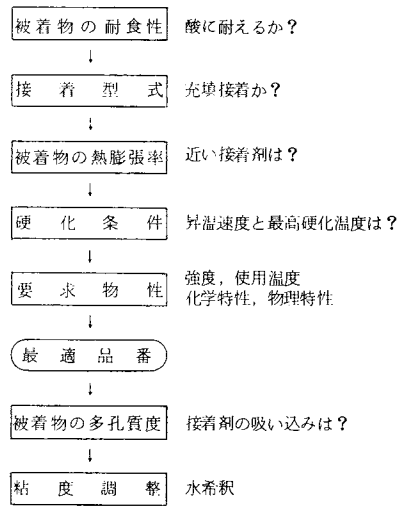 被着物の耐食性 酸に耐えるか？
↓
接着型式 充填接着か？
↓
被着物の熱膨張率 近い接着剤は？
↓
硬化条件 昇温速度と最高硬化温度は？
↓
要求物性 強度，使用温度
化学特性，物理特性
↓
最適品番
↓
被着物の多孔質度 接着剤の吸い込みは？
↓
粘度調整 水希釈